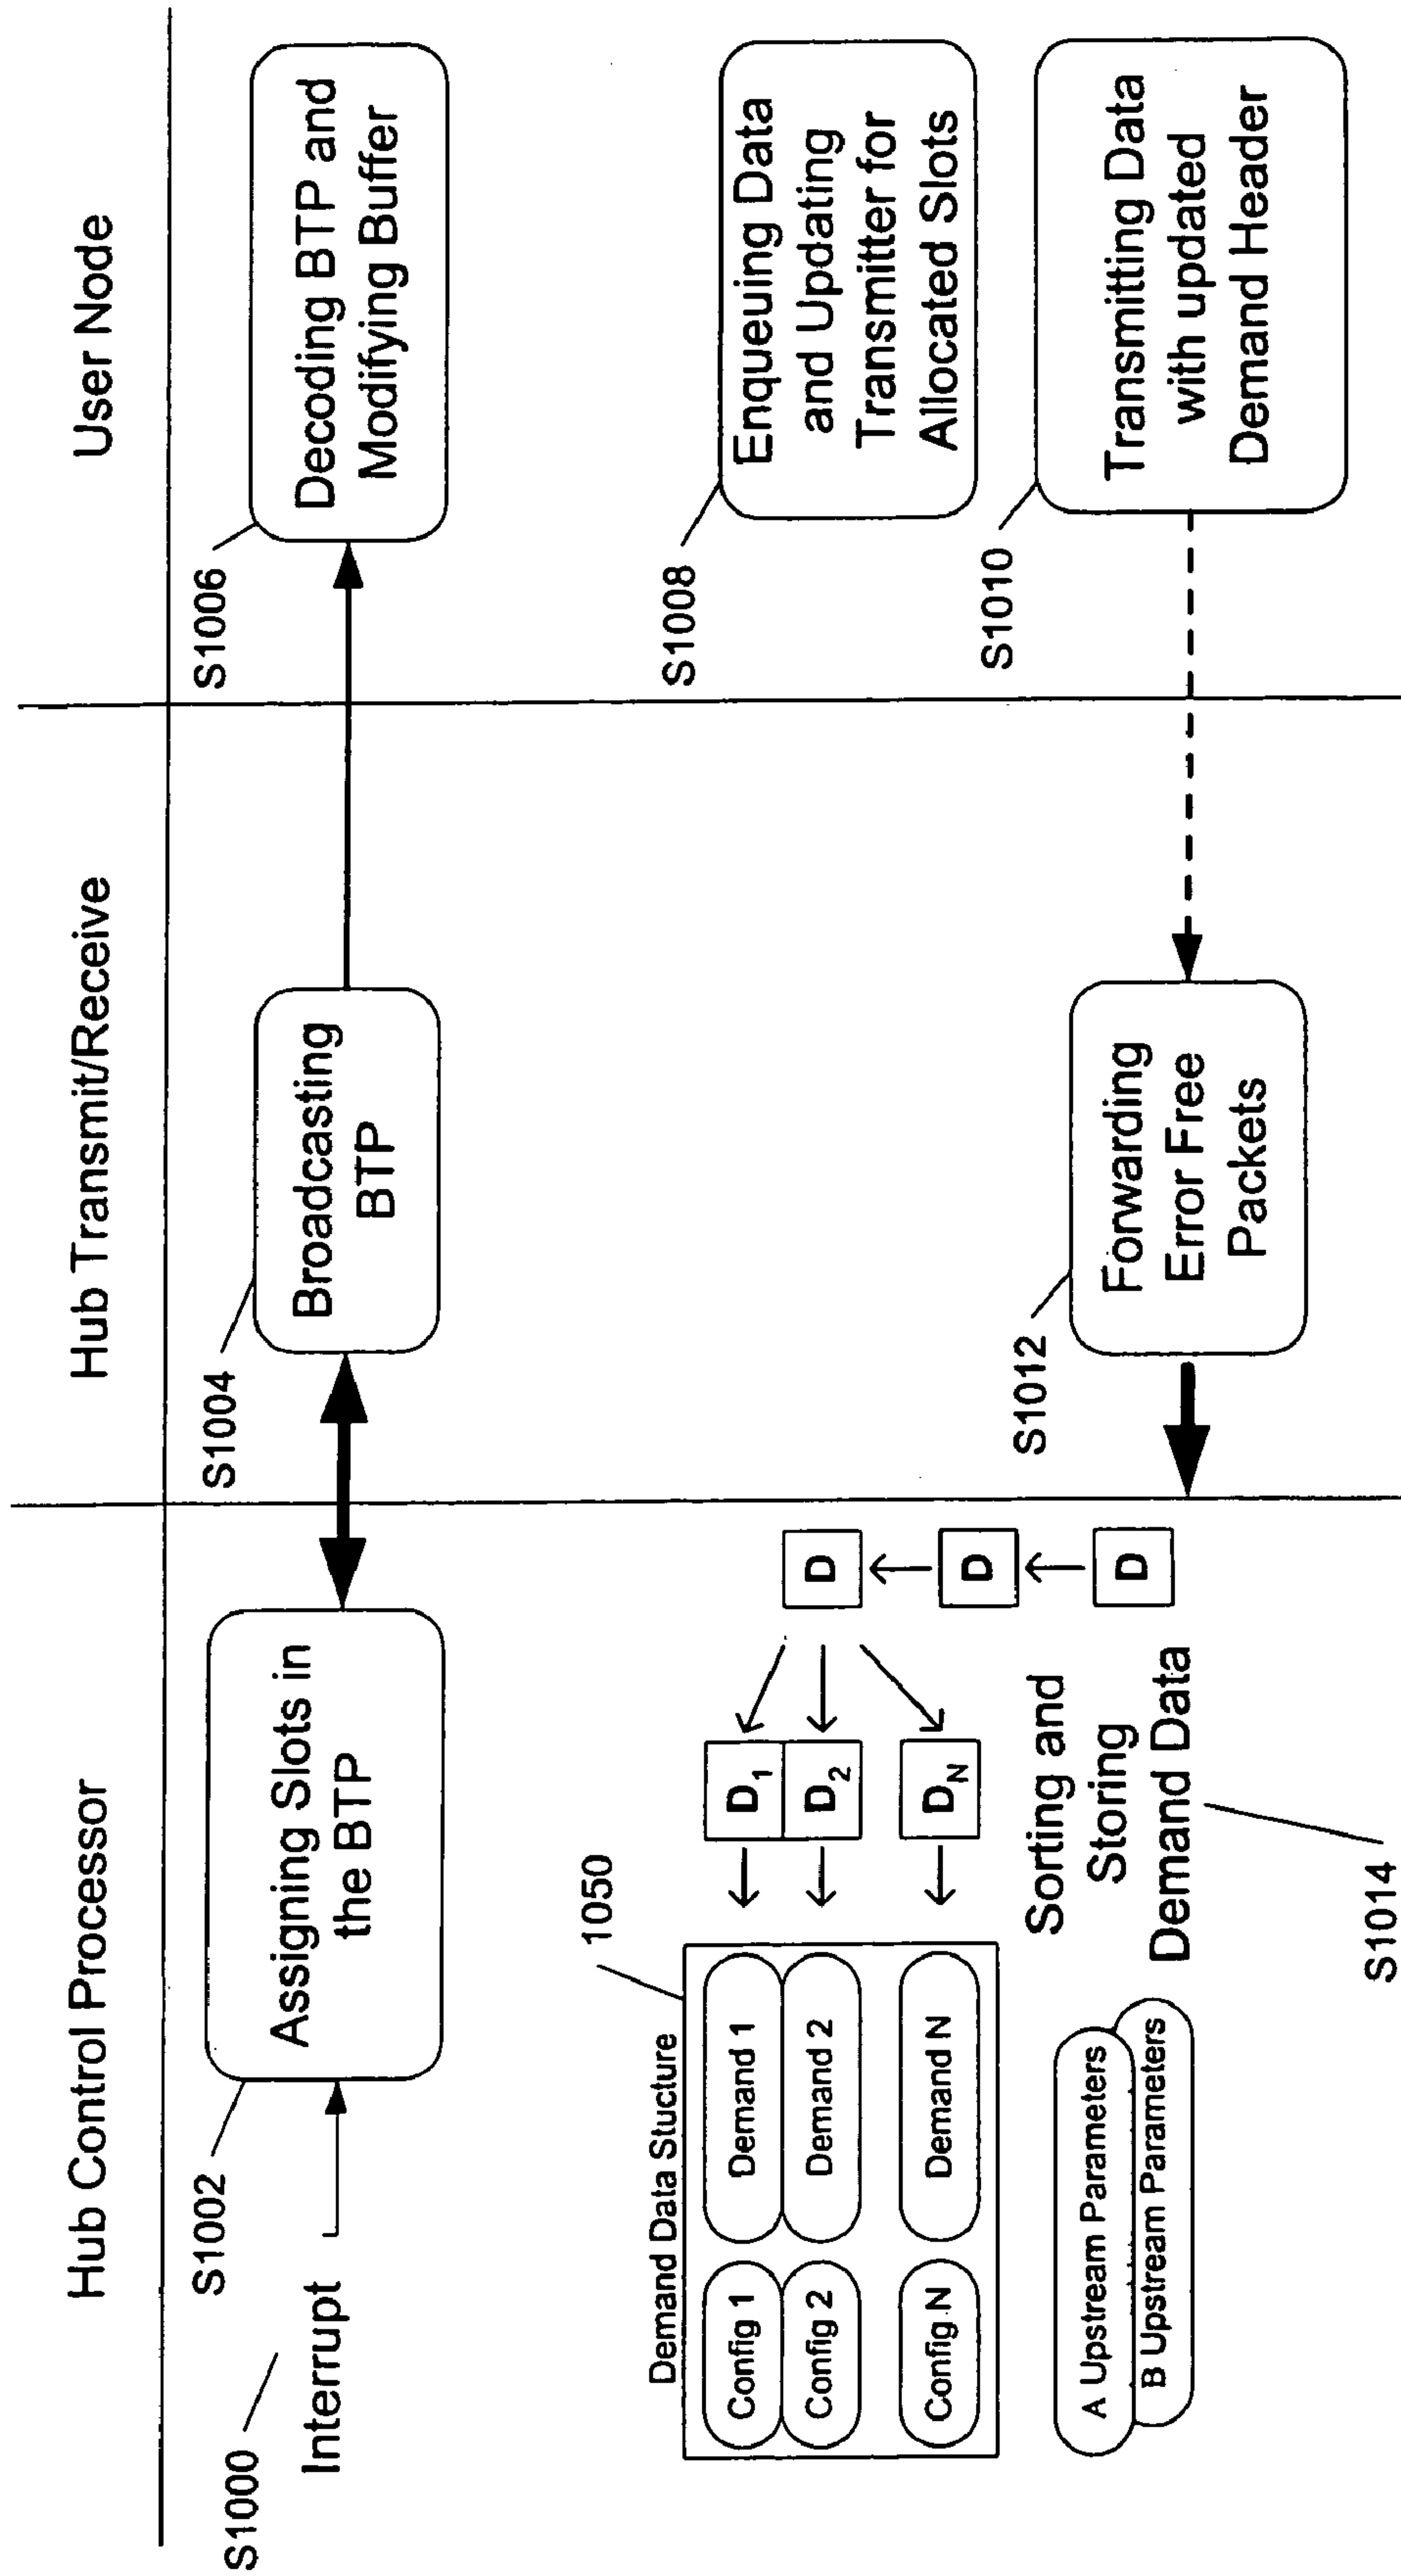 Hub Control Processor
Hub Transmit/Receive
User Node
S1000
Interrupt
S1002
Assigning Slots in
the BTP
S1004
Broadcasting
BTP
S1006
Decoding BTP and
Modifying Buffer
S1008
Enqueuing Data
and Updating
Transmitter for
Allocated Slots
S1010
Transmitting Data
with updated
Demand Header
S1012
Forwarding
Error Free
Packets
1050
Demand Data Stucture
Config 1
Demand 1
D1
Config 2
Demand 2
D2
D
Config N
Demand N
DN
D
D
Sorting and
Storing
Demand Data
A Upstream Parameters
B Upstream Parameters
S1014